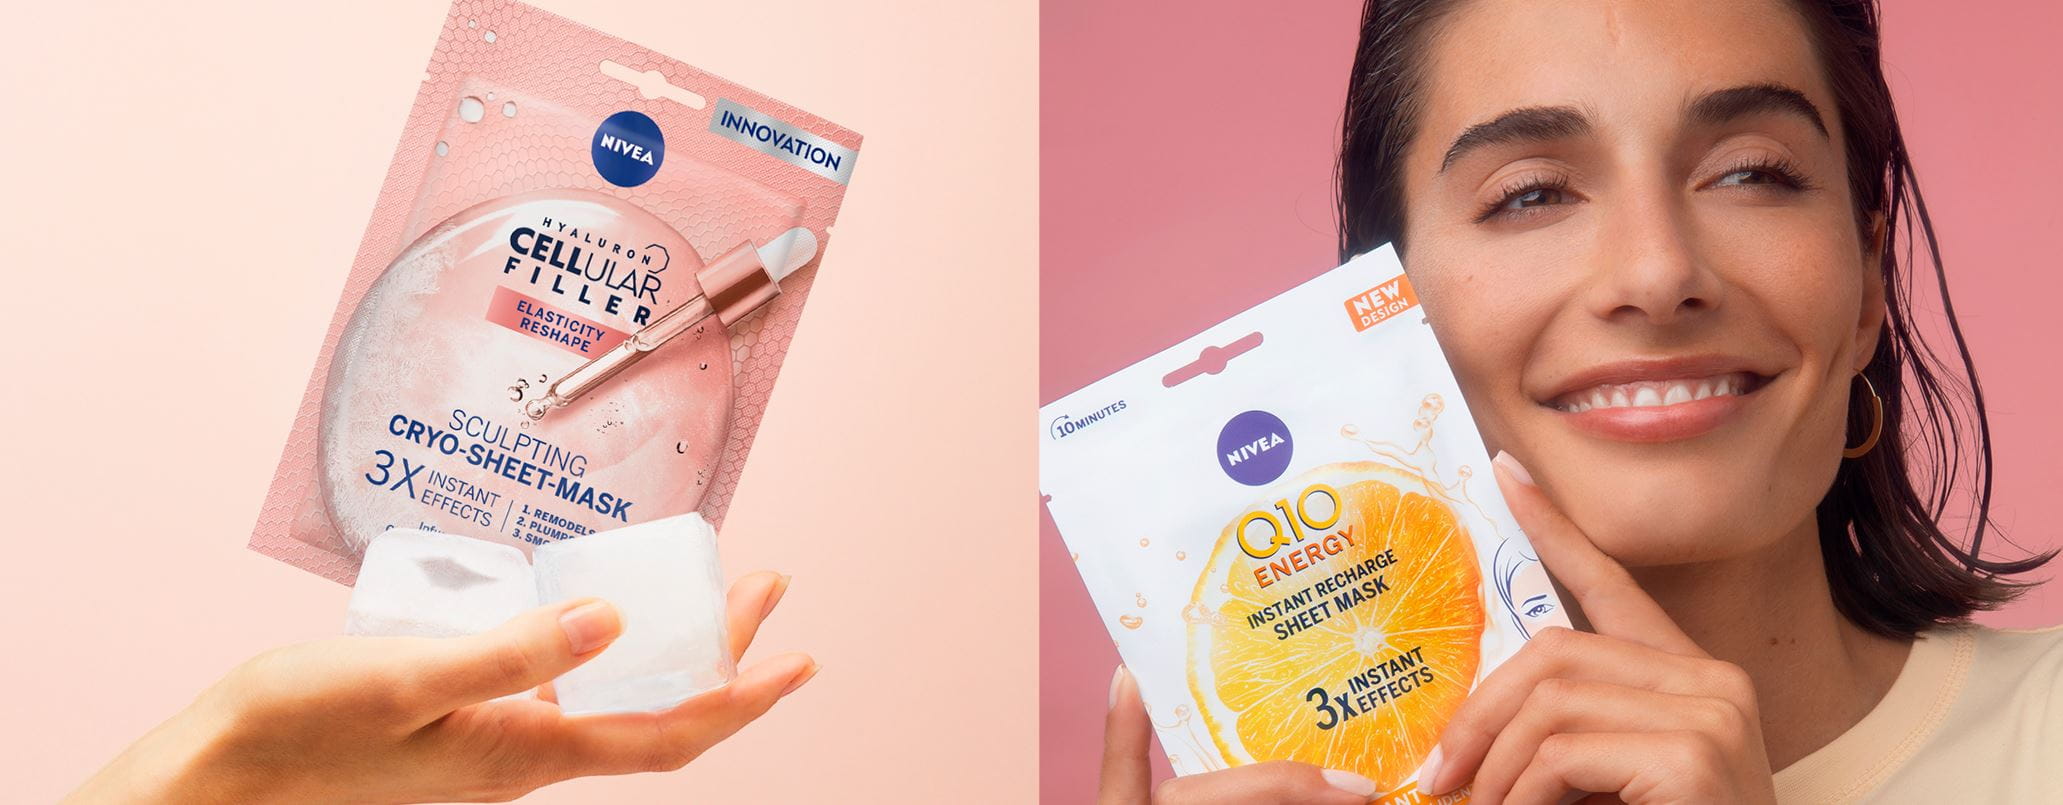 INNOVATION
NIVEA
HYALURON
CELLULAR
FILLER
ELASTICITY
RESHAPE
SCULPTING
CRYO-SHEET-MASK
3X INSTANT
EFFECTS
1. REMODELS
2. PLUMPS
3.
NEW
DESIGN
10 MINUTES
NIVEA
Q10
ENERGY
INSTANT RECHARGE
SHEET MASK
3x INSTANT
EFFECTS